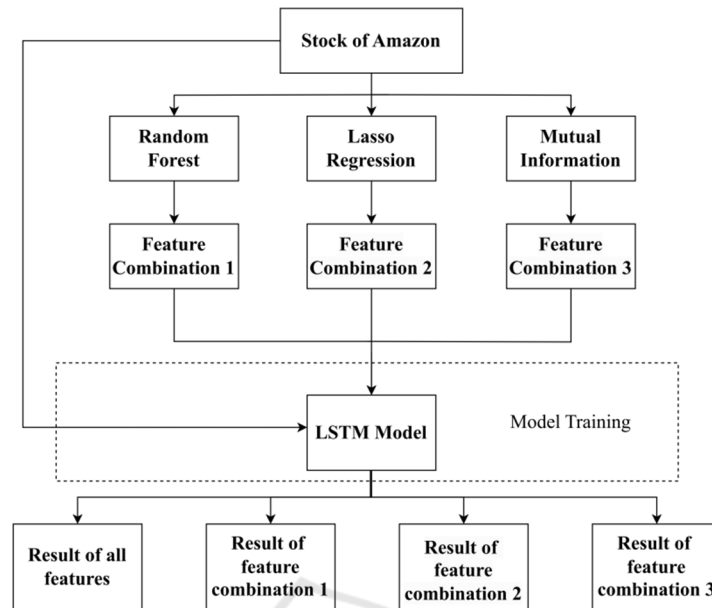 Stock of Amazon
Random
Forest
Lasso
Regression
Mutual
Information
Feature
Combination 1
Feature
Combination 2
Feature
Combination 3
LSTM Model
Model Training
Result of all
features
Result of
feature
combination 1
Result of
feature
combination 2
Result of
feature
combination 3